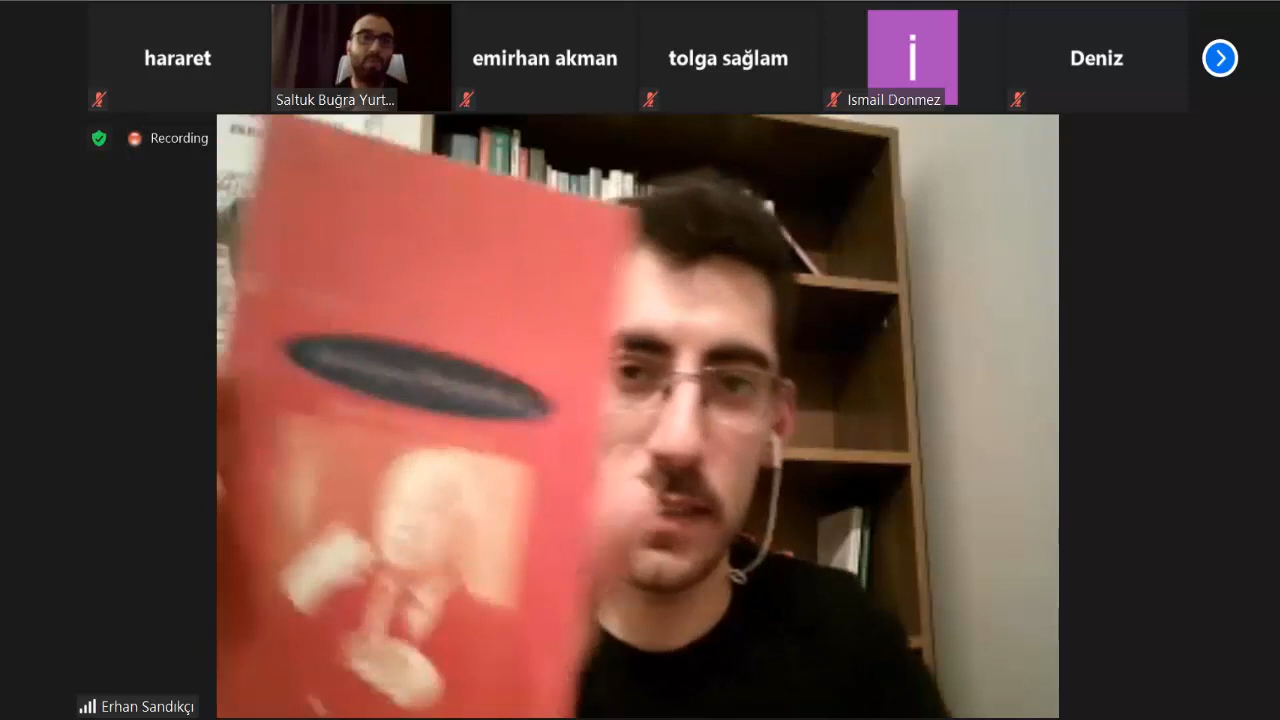 hararet
Saltuk Buğra Yurt...
emirhan akman
tolga sağlam
i
Ismail Donmez
Deniz
Recording
Erhan Sandıkçı